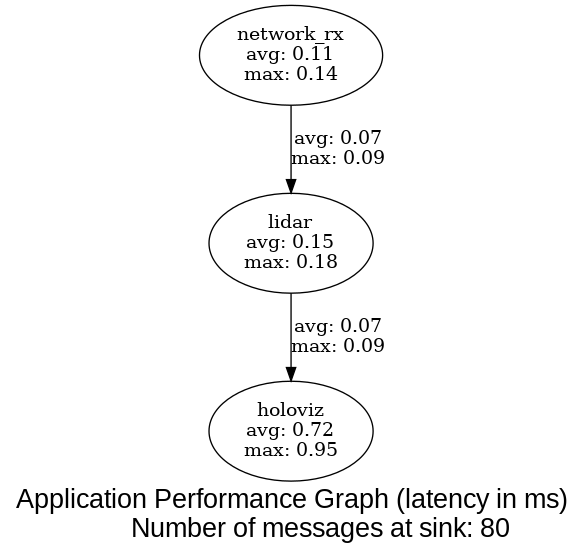 network_rx
avg: 0.11
max: 0.14
avg: 0.07
max: 0.09
lidar
avg: 0.15
max: 0.18
avg: 0.07
max: 0.09
holoviz
avg: 0.72
max: 0.95
Application Performance Graph (latency in ms)
Number of messages at sink: 80